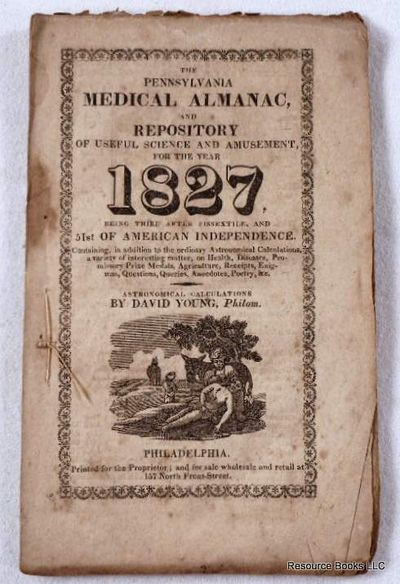 THE
PENNSYLVANIA
MEDICAL ALMANAC,
AND
REPOSITORY
OF USEFUL SCIENCE AND AMUSEMENT,
FOR THE YEAR
1827,
BEING THIRD AFTER BISSEXTILE, AND
51st OF AMERICAN INDEPENDENCE.
Containing, in addition to the ordinary Astronomical Calculations,
a variety of interesting matter, on Health, Diseases, Pre-
miums, Prize Medals, Agriculture, Receipts, Enig-
mas, Questions, Queries, Anecdotes, Poetry, &c.
ASTRONOMICAL CALCULATIONS
BY DAVID YOUNG, Philom.
PHILADELPHIA.
Printed for the Proprietor; and for sale wholesale and retail at
157 North Front-Street.
Resource Books LLC